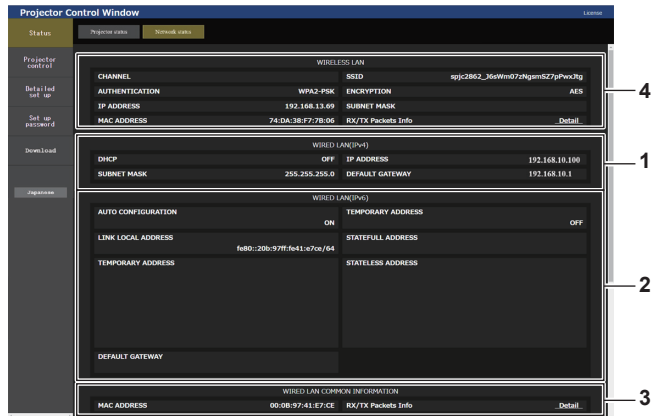 Projector Control Window
License
Status
Projector status
Network status
Projector control
Detailed set up
Set up password
Download
Japanese
WIRELESS LAN
CHANNEL
SSID spjc2862_J6sWm07zNgsmSZ7pPwxJtg
AUTHENTICATION WPA2-PSK
ENCRYPTION AES
IP ADDRESS 192.168.13.69
SUBNET MASK
MAC ADDRESS 74:DA:38:F7:7B:06
RX/TX Packets Info Detail
4
WIRED LAN(IPv4)
DHCP OFF
IP ADDRESS 192.168.10.100
SUBNET MASK 255.255.255.0
DEFAULT GATEWAY 192.168.10.1
1
WIRED LAN(IPv6)
AUTO CONFIGURATION ON
TEMPORARY ADDRESS OFF
LINK LOCAL ADDRESS fe80::20b:97ff:fe41:e7ce/64
STATEFULL ADDRESS
TEMPORARY ADDRESS
STATELESS ADDRESS
DEFAULT GATEWAY
2
WIRED LAN COMMON INFORMATION
MAC ADDRESS 00:0B:97:41:E7:CE
RX/TX Packets Info Detail
3